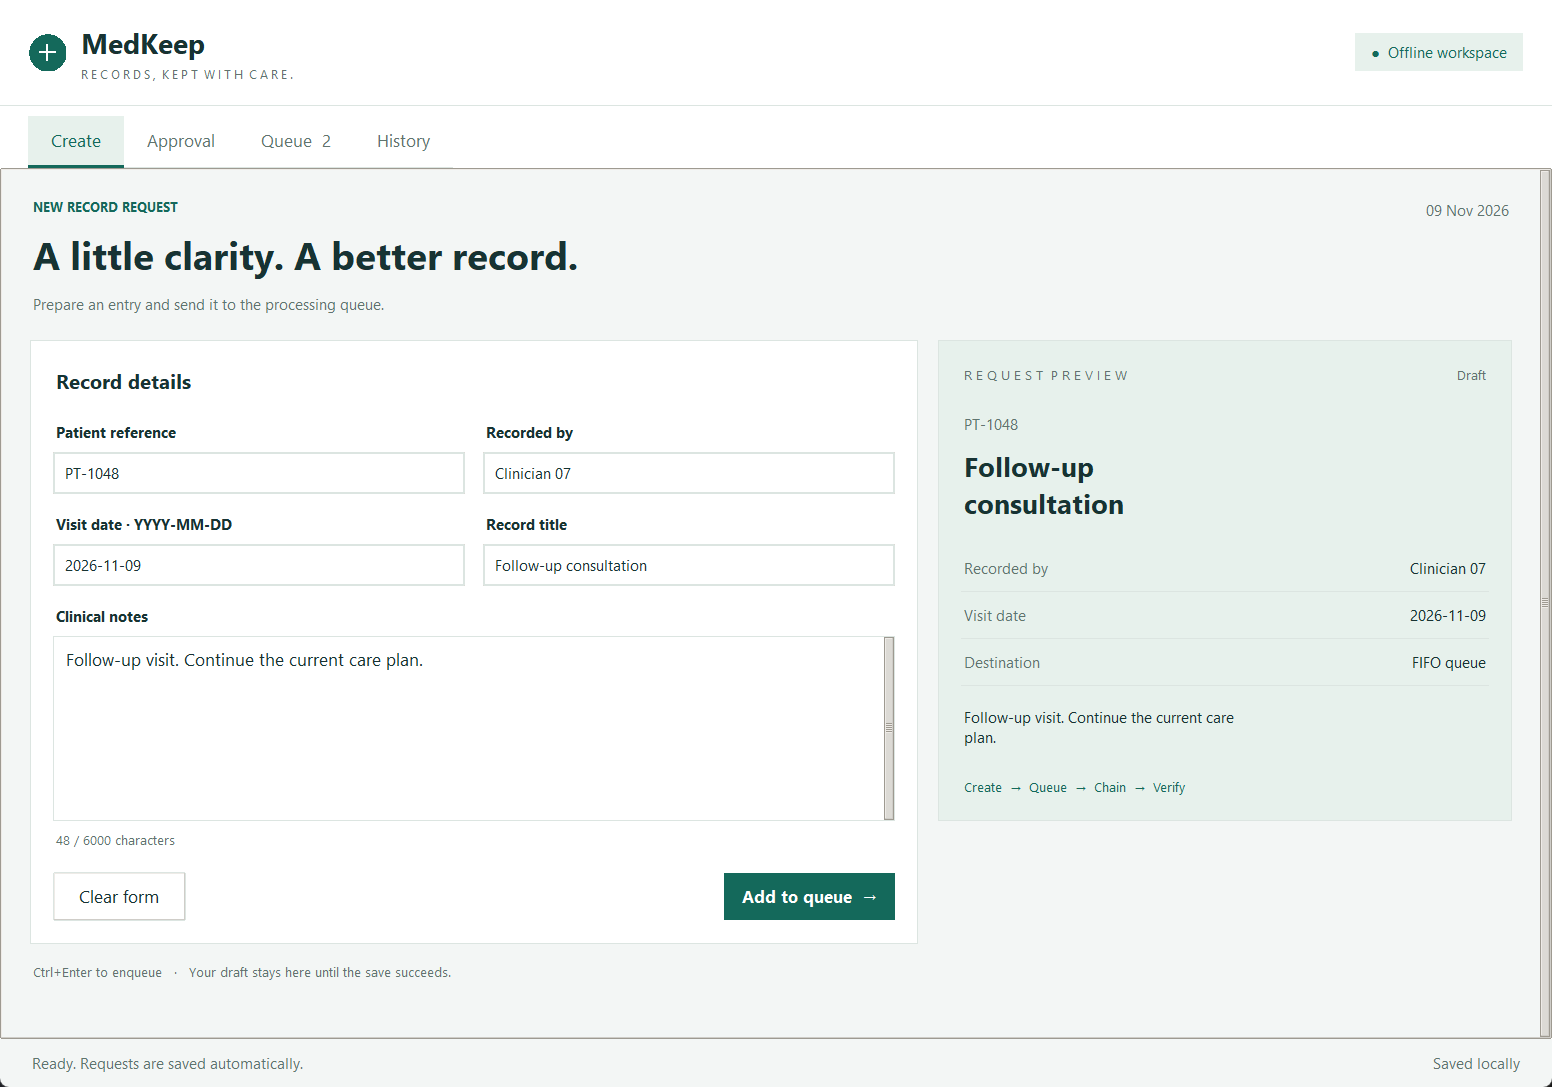 MedKeep
RECORDS, KEPT WITH CARE.
● Offline workspace
Create
Approval
Queue 2
History
NEW RECORD REQUEST
09 Nov 2026
A little clarity. A better record.
Prepare an entry and send it to the processing queue.
Record details
Patient reference
Recorded by
PT-1048
Clinician 07
Visit date · YYYY-MM-DD
Record title
2026-11-09
Follow-up consultation
Clinical notes
Follow-up visit. Continue the current care plan.
48 / 6000 characters
Clear form
Add to queue →
Ctrl+Enter to enqueue · Your draft stays here until the save succeeds.
REQUEST PREVIEW
Draft
PT-1048
Follow-up
consultation
Recorded by
Clinician 07
Visit date
2026-11-09
Destination
FIFO queue
Follow-up visit. Continue the current care
plan.
Create → Queue → Chain → Verify
Ready. Requests are saved automatically.
Saved locally